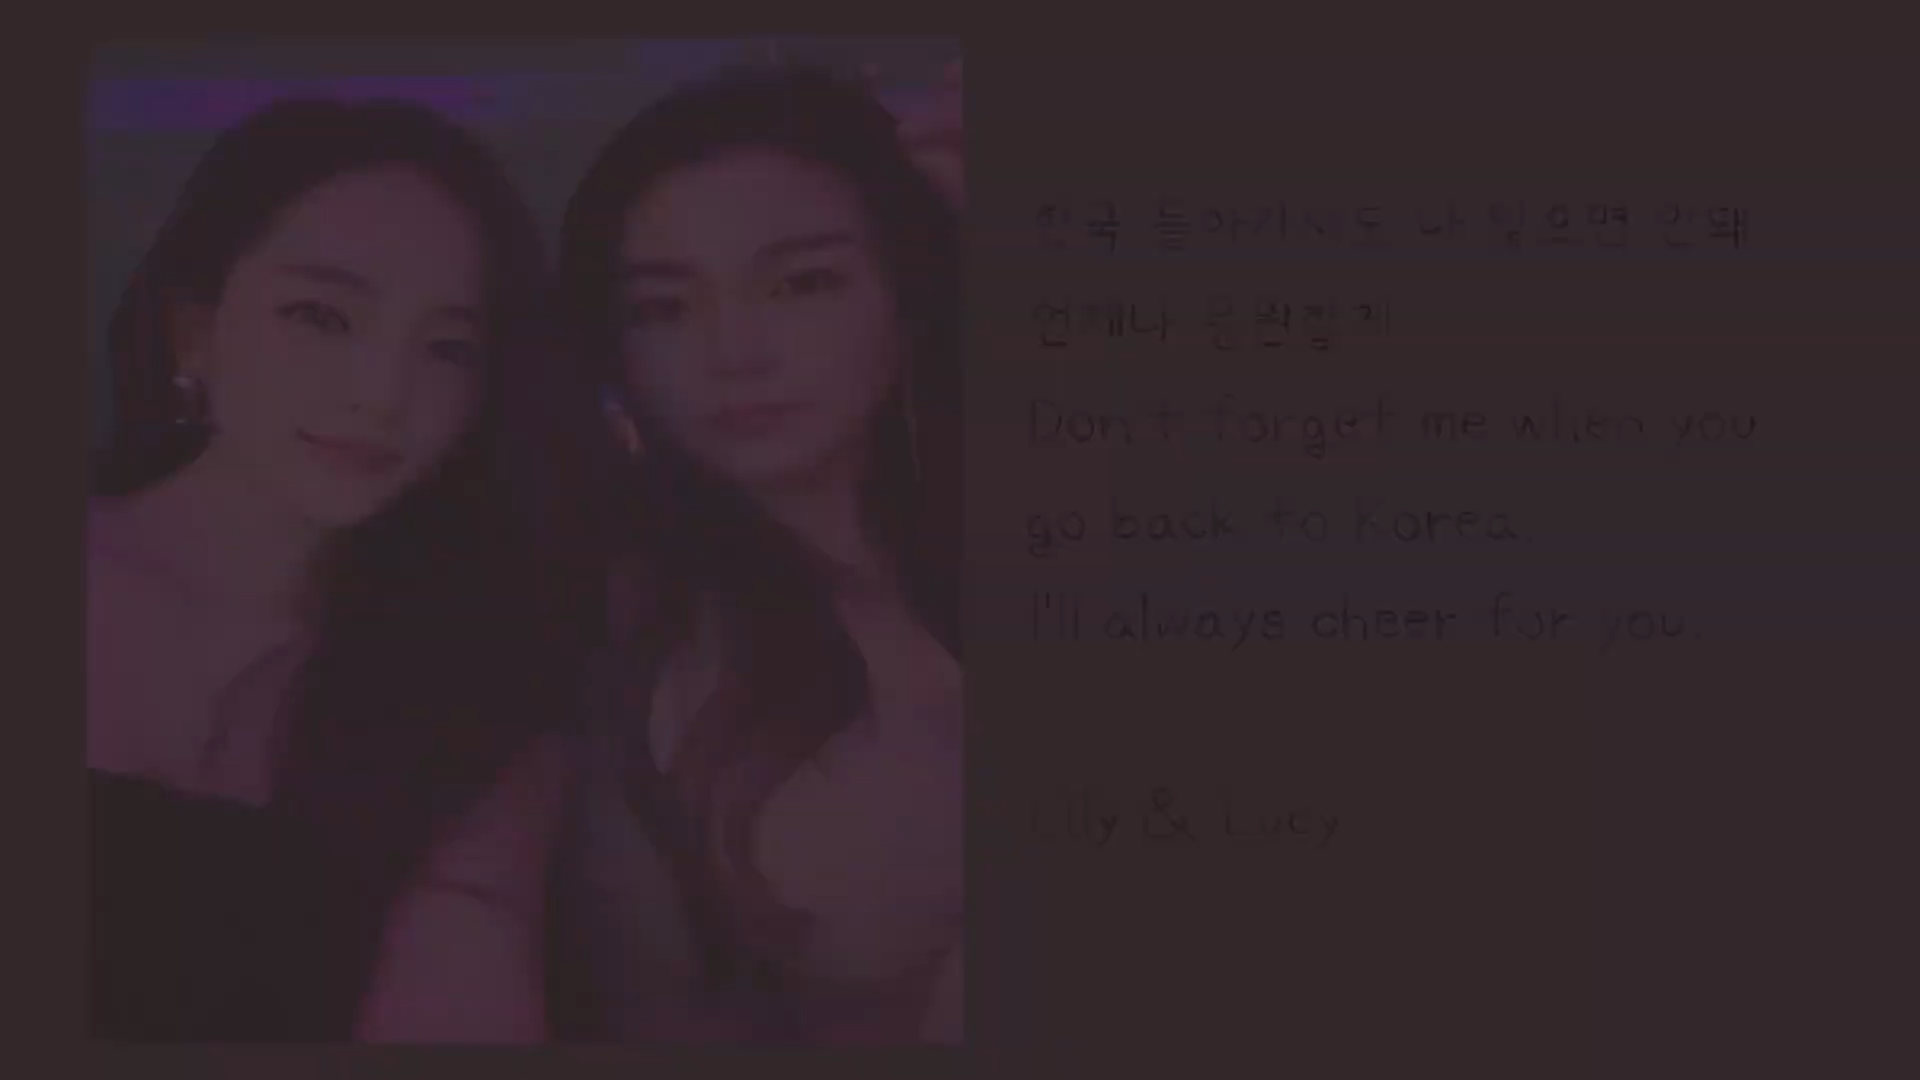 한국 돌아가서도 나 잊으면 안돼
언제나 응원할게
Don't forget me when you
go back to Korea.
I'll always cheer for you.
Lily & Lucy